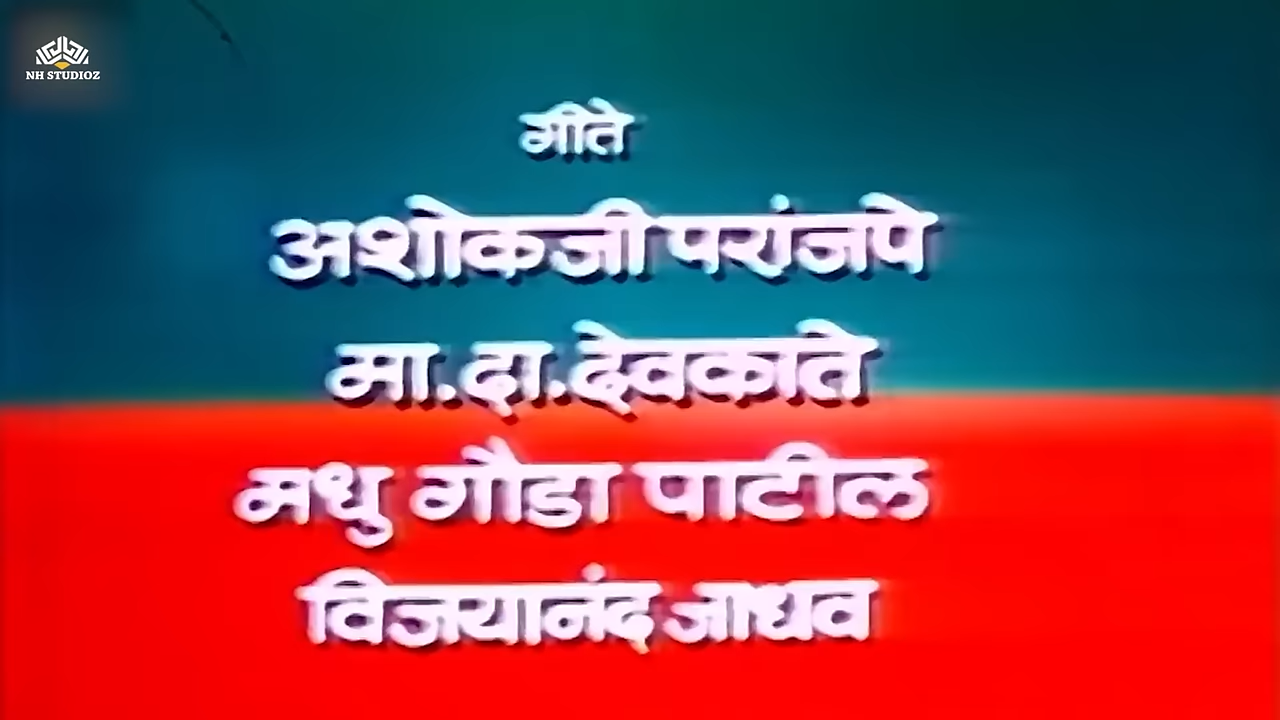 NH STUDIOZ
गीते
अशोकजी परांजपे
मा.दा.देवकाते
मधु गौडा पाटील
विजयानंद जाधव